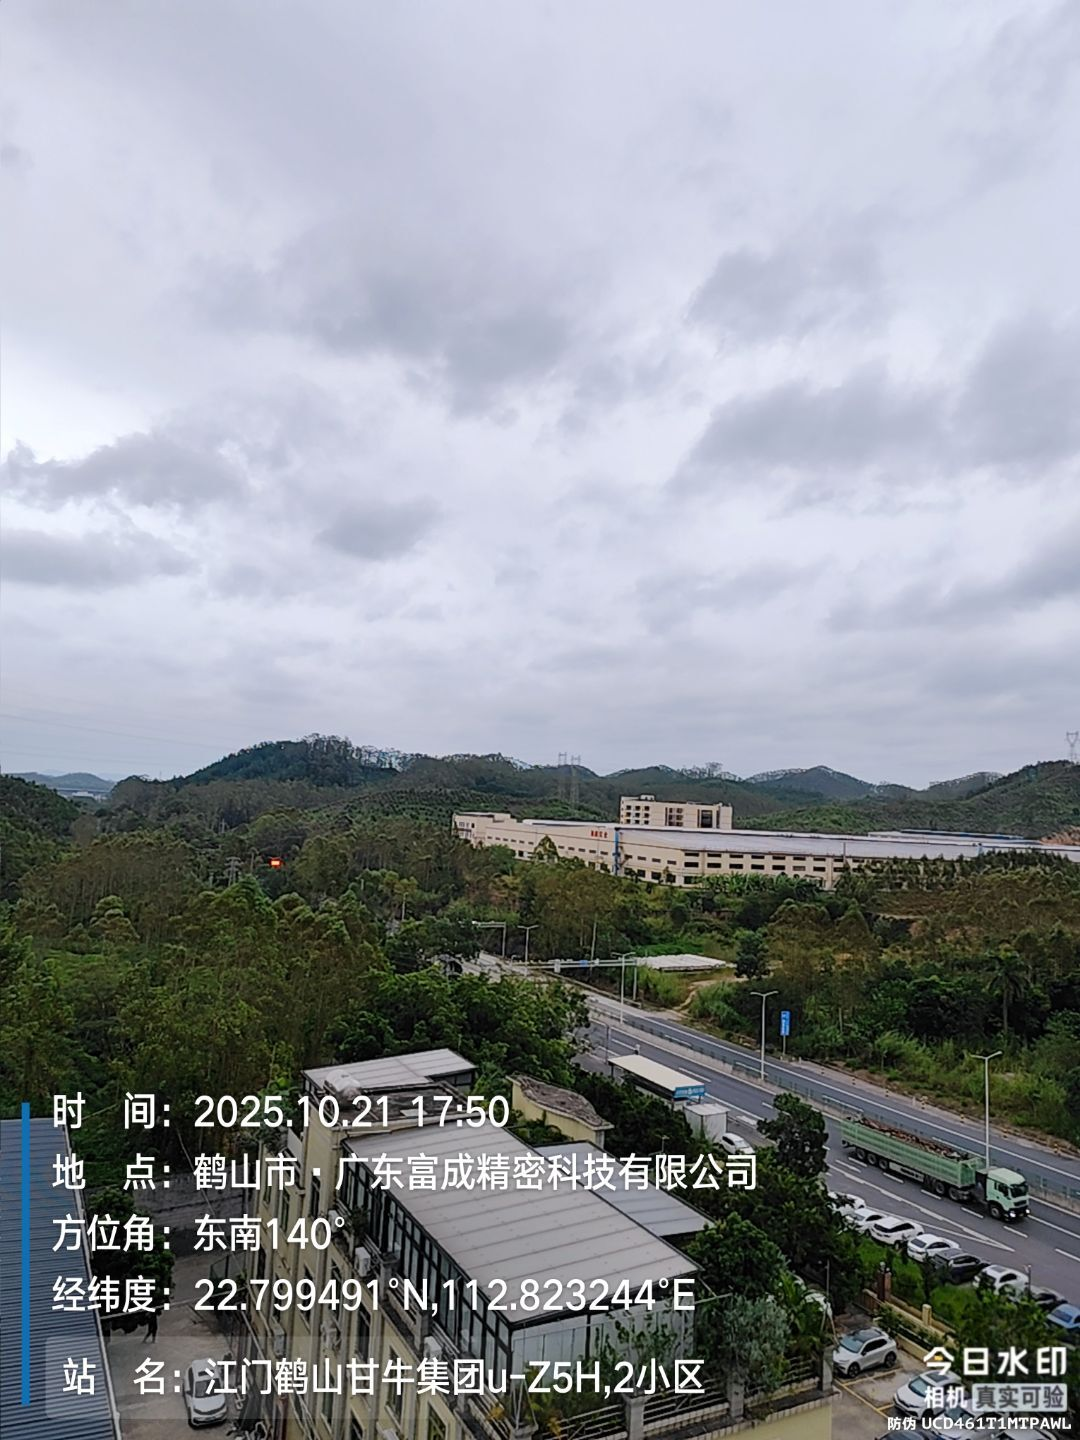 时 间：2025.10.21 17:50
地 点：鹤山市·广东富成精密科技有限公司
方位角：东南140°
经纬度：22.799491°N,112.823244°E
站 名：江门鹤山甘牛集团u-Z5H,2小区
今日水印
相机 真实可验
防伪 UCD461T1MTPAWL